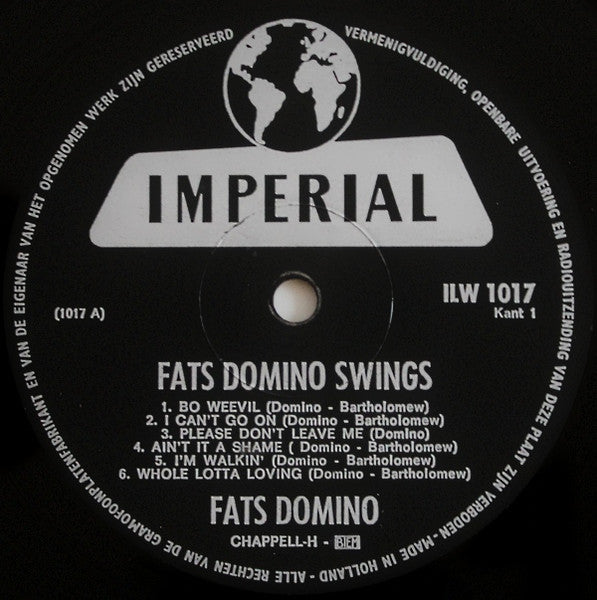 IMPERIAL
ILW 1017
Kant 1
(1017 A)
FATS DOMINO SWINGS
1. BO WEEVIL (Domino - Bartholomew)
2. I CAN'T GO ON (Domino - Bartholomew)
3. PLEASE DON'T LEAVE ME (Domino)
4. AIN'T IT A SHAME ( Domino - Bartholomew)
5. I'M WALKIN' (Domino - Bartholomew)
6. WHOLE LOTTA LOVING (Domino - Bartholomew)
FATS DOMINO
CHAPPELL-H - BIEM
ALLE RECHTEN VAN DE GRAMOFOONPLATENFABRIKANT EN VAN DE EIGENAAR VAN HET OPGENOMEN WERK ZIJN GERESERVEERD VERMENIGVULDIGING, OPENBARE UITVOERING EN RADIOUITZENDING VAN DEZE PLAAT ZIJN VERBODEN - MADE IN HOLLAND -